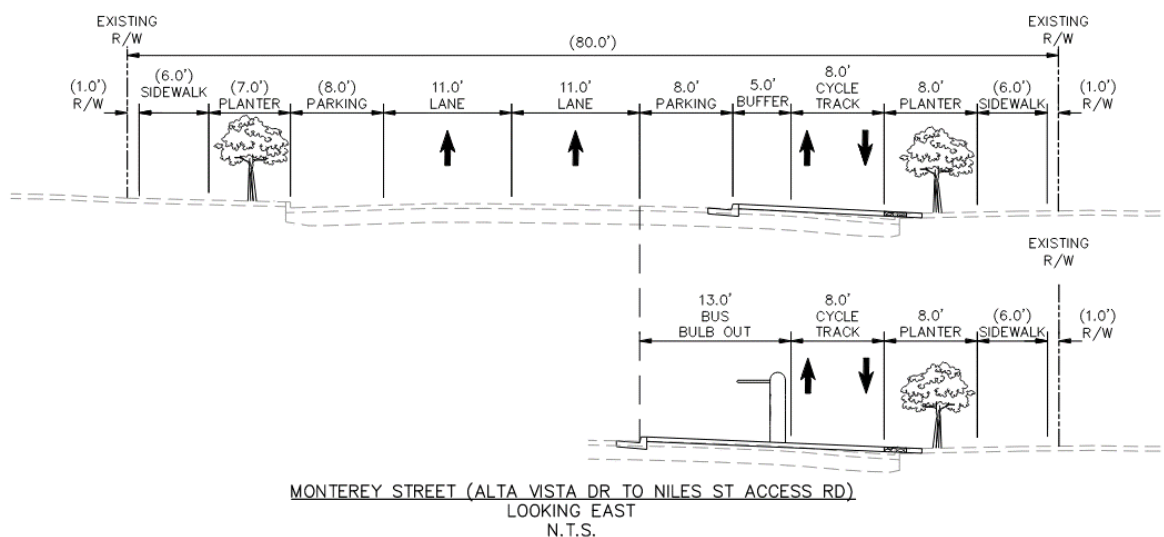 EXISTING
R/W
EXISTING
R/W
(80.0')
(1.0')
R/W
(6.0')
SIDEWALK
(7.0')
PLANTER
(8.0')
PARKING
11.0'
LANE
11.0'
LANE
8.0'
PARKING
5.0'
BUFFER
8.0'
CYCLE
TRACK
8.0'
PLANTER
(6.0')
SIDEWALK
(1.0')
R/W
EXISTING
R/W
13.0'
BUS
BULB OUT
8.0'
CYCLE
TRACK
8.0'
PLANTER
(6.0')
SIDEWALK
(1.0')
R/W
MONTEREY STREET (ALTA VISTA DR TO NILES ST ACCESS RD)
LOOKING EAST
N.T.S.